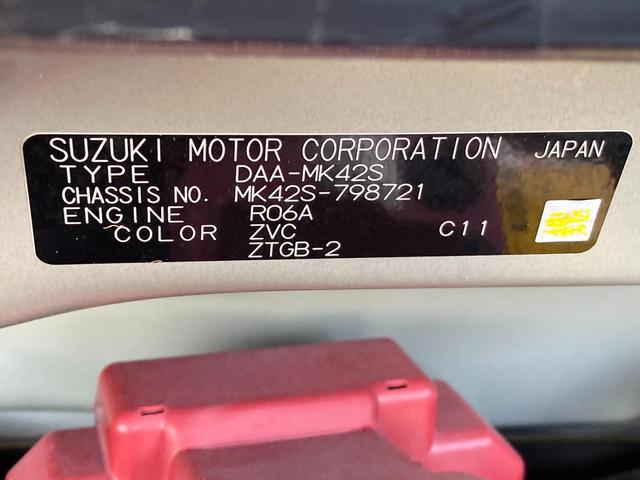 SUZUKI MOTOR CORPORATION JAPAN
TYPE DAA-MK42S
CHASSIS NO. MK42S-798721
ENGINE R06A
COLOR ZVC C11
ZTGB-2